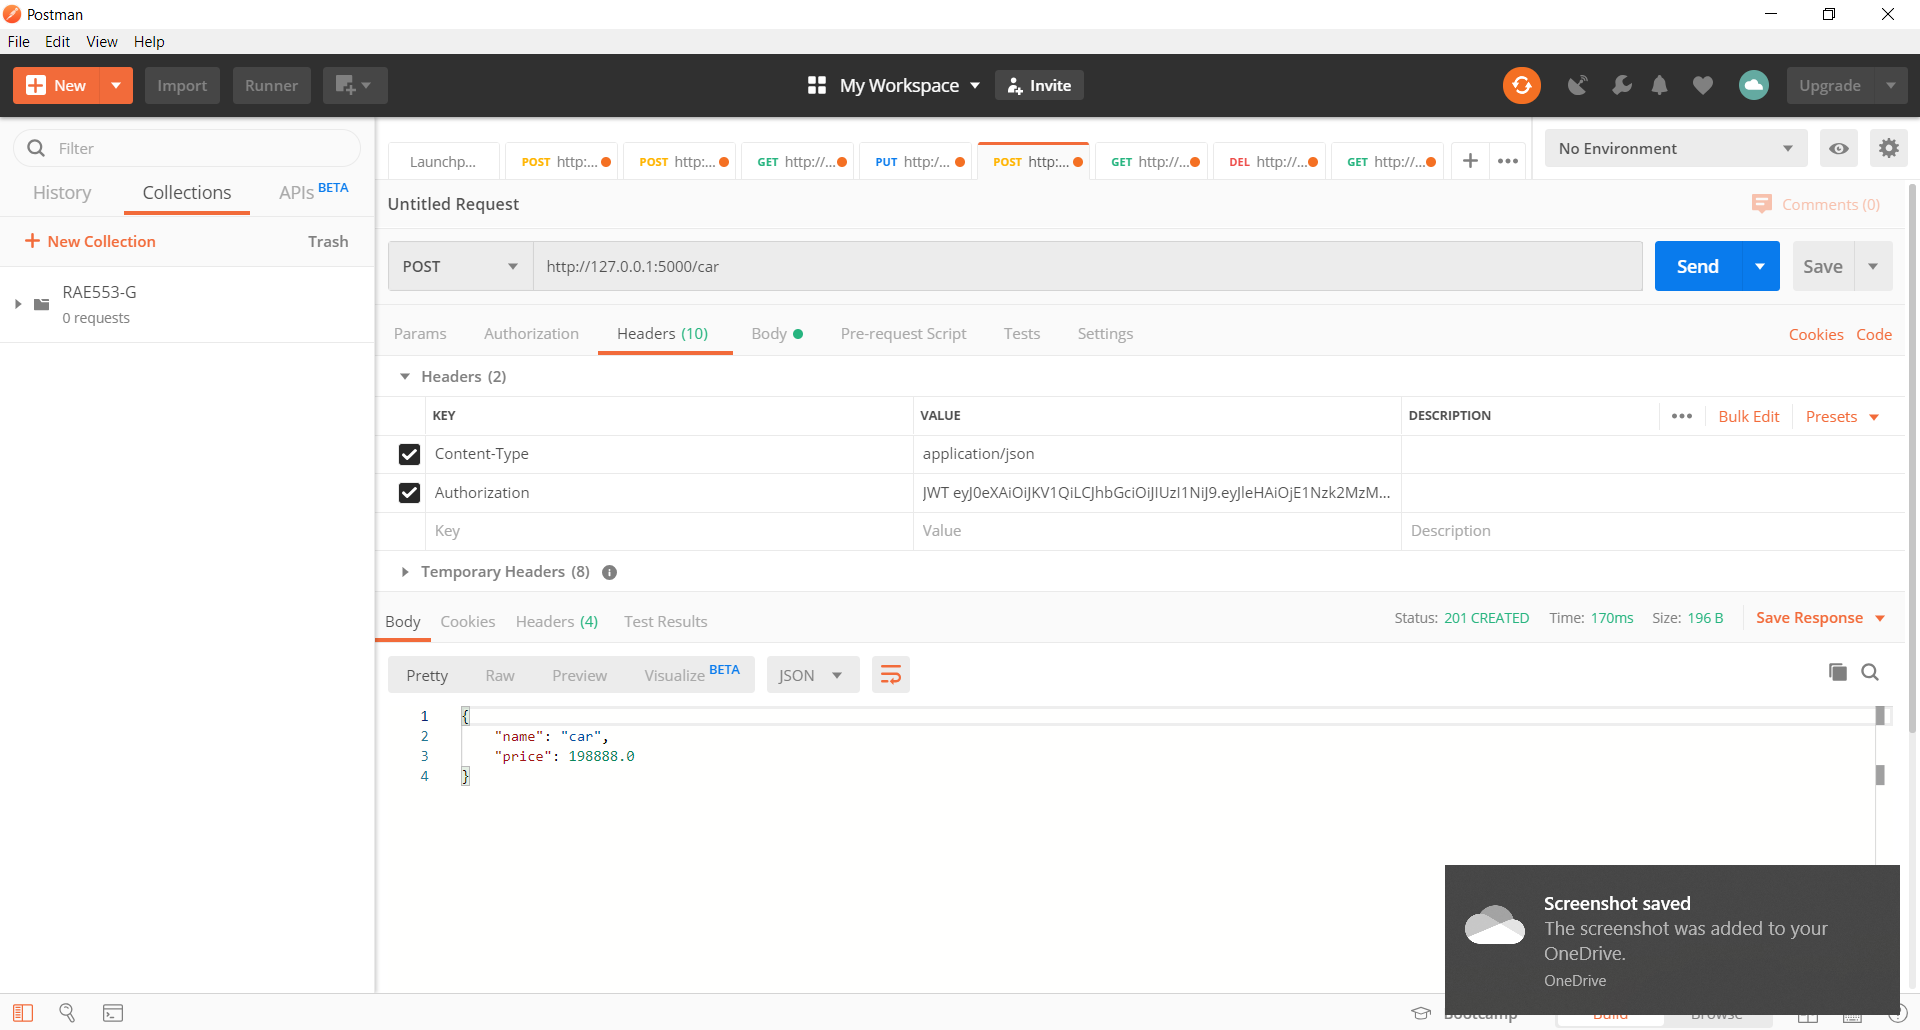 Postman
File Edit View Help
New Import Runner My Workspace Invite Upgrade
Filter
History Collections APIs BETA
New Collection Trash
RAE553-G
0 requests
Launchp... POST http:... POST http:... GET http://... PUT http:/... POST http:... GET http://... DEL http://... GET http://... No Environment
Untitled Request Comments (0)
POST http://127.0.0.1:5000/car Send Save
Params Authorization Headers (10) Body Pre-request Script Tests Settings Cookies Code
Headers (2)
KEY VALUE DESCRIPTION Bulk Edit Presets
Content-Type application/json
Authorization JWT eyJ0eXAiOiJKV1QiLCJhbGciOiJIUzI1NiJ9.eyJleHAiOjE1Nzk2MzM...
Key Value Description
Temporary Headers (8)
Body Cookies Headers (4) Test Results Status: 201 CREATED Time: 170ms Size: 196 B Save Response
Pretty Raw Preview Visualize BETA JSON
1 {
2 "name": "car",
3 "price": 198888.0
4 }
Screenshot saved
The screenshot was added to your
OneDrive.
OneDrive
Bootcamp Build Browse